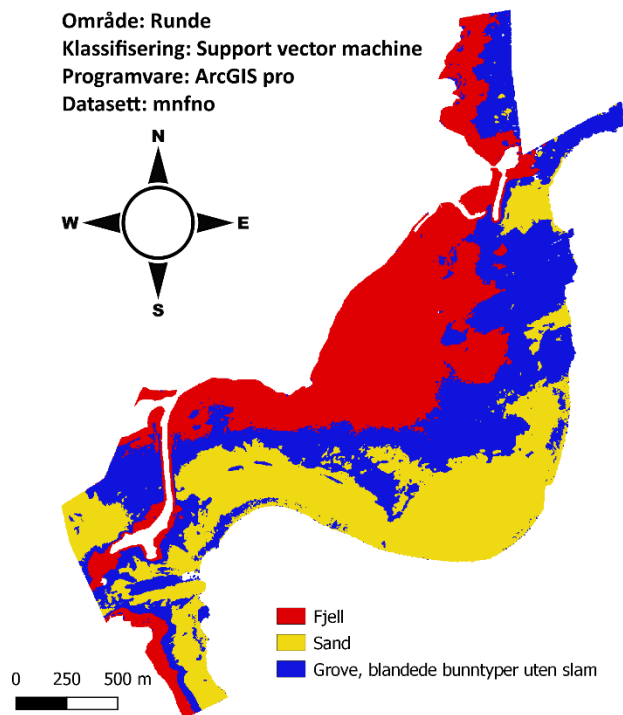 Område: Runde
Klassifisering: Support vector machine
Programvare: ArcGIS pro
Datasett: mnfno
N
W E
S
Fjell
Sand
Grove, blandede bunntyper uten slam
0 250 500 m